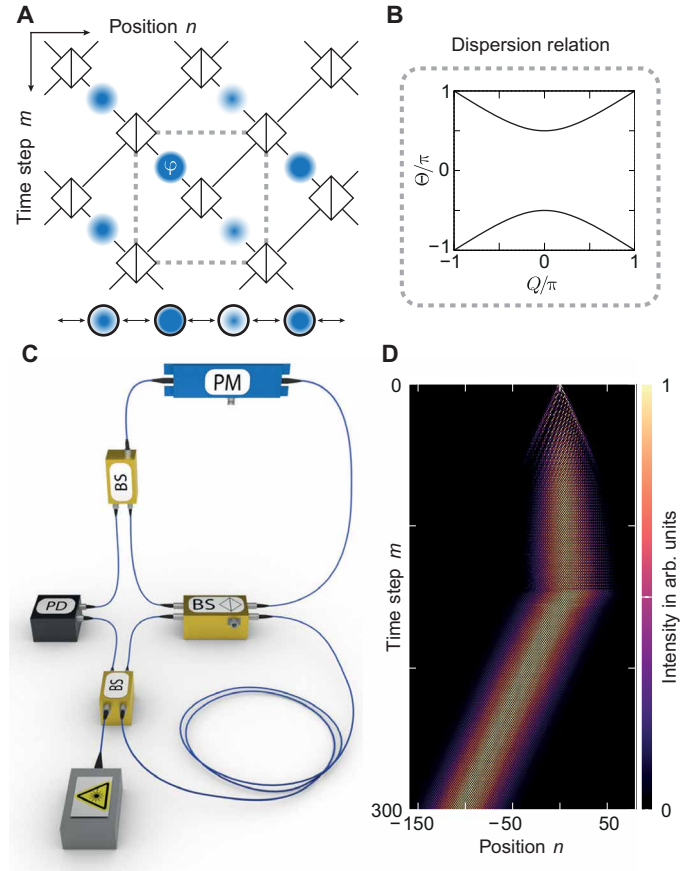 A
Position n
Time step m
φ
B
Dispersion relation
1
0
−1
Θ/π
−1
0
1
Q/π
C
PM
BS
PD
BS
BS
D
0
300
Time step m
−150
−50
50
Position n
1
0
Intensity in arb. units